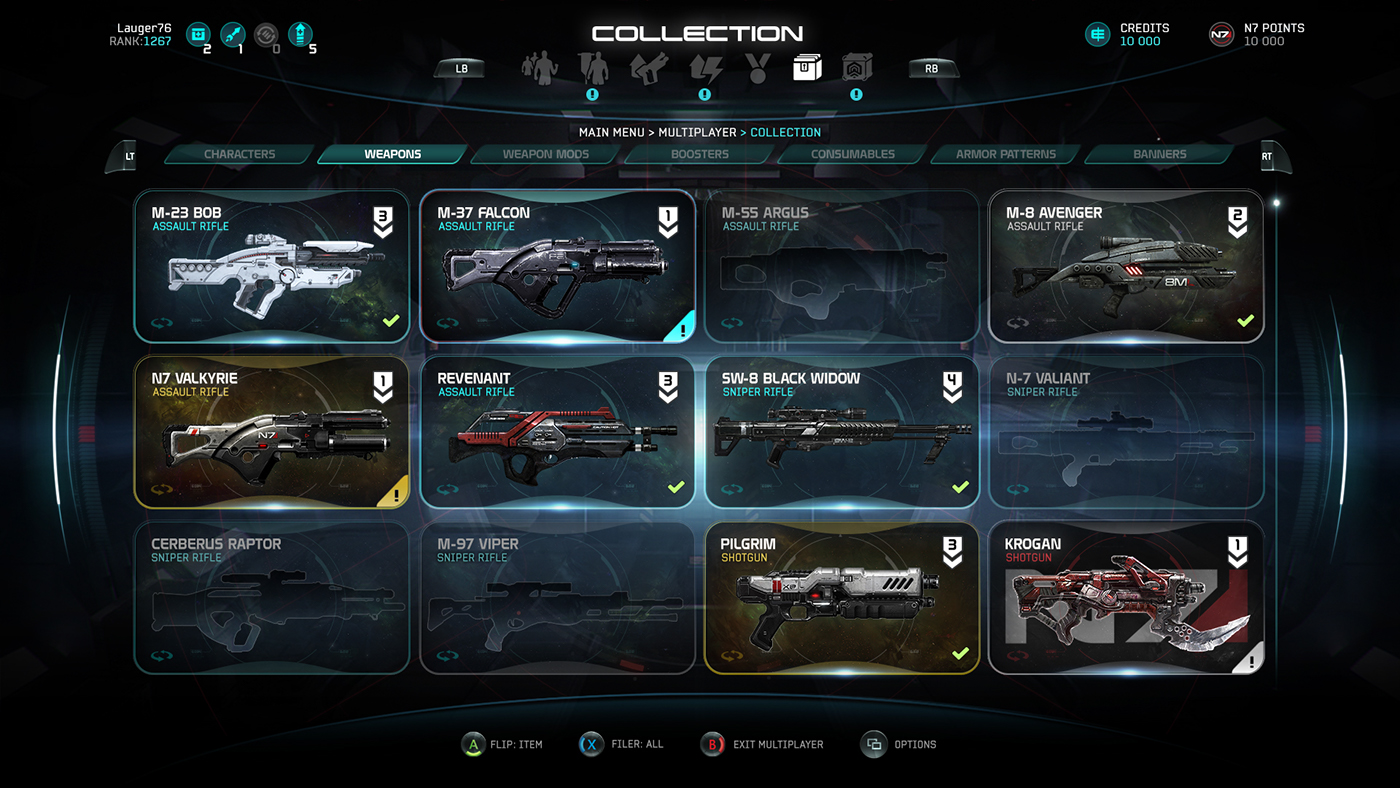 Lauger76
RANK:1267
2
1
0
5
COLLECTION
CREDITS
10 000
N7
N7 POINTS
10 000
LB
RB
MAIN MENU > MULTIPLAYER > COLLECTION
LT
CHARACTERS
WEAPONS
WEAPON MODS
BOOSTERS
CONSUMABLES
ARMOR PATTERNS
BANNERS
RT
M-23 BOB
ASSAULT RIFLE
3
M-37 FALCON
ASSAULT RIFLE
1
!
M-55 ARGUS
ASSAULT RIFLE
M-8 AVENGER
ASSAULT RIFLE
2
8M
N7 VALKYRIE
ASSAULT RIFLE
1
N7
!
REVENANT
ASSAULT RIFLE
3
SW-8 BLACK WIDOW
SNIPER RIFLE
4
N-7 VALIANT
SNIPER RIFLE
CERBERUS RAPTOR
SNIPER RIFLE
M-97 VIPER
SNIPER RIFLE
PILGRIM
SHOTGUN
3
KROGAN
SHOTGUN
1
N7
!
A FLIP: ITEM
X FILER: ALL
B EXIT MULTIPLAYER
OPTIONS